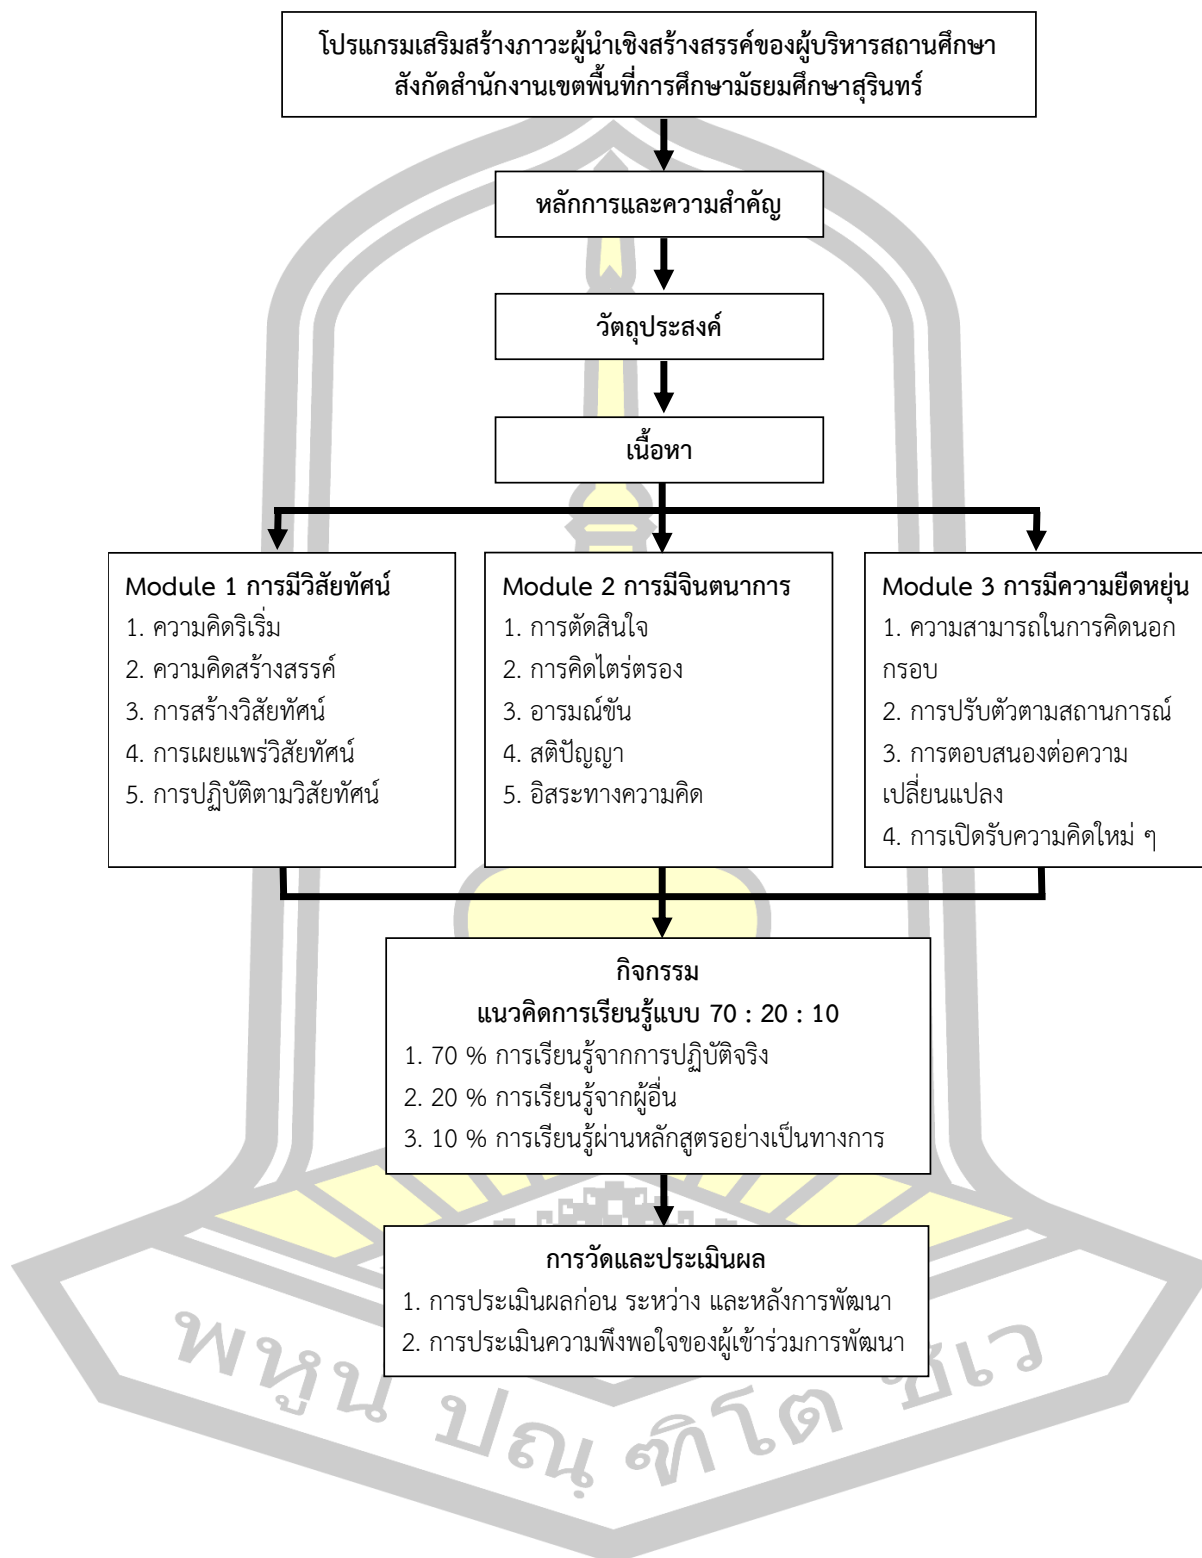 โปรแกรมเสริมสร้างภาวะผู้นำเชิงสร้างสรรค์ของผู้บริหารสถานศึกษา
สังกัดสำนักงานเขตพื้นที่การศึกษามัธยมศึกษาสุรินทร์
หลักการและความสำคัญ
วัตถุประสงค์
เนื้อหา
Module 1 การมีวิสัยทัศน์
1. ความคิดริเริ่ม
2. ความคิดสร้างสรรค์
3. การสร้างวิสัยทัศน์
4. การเผยแพร่วิสัยทัศน์
5. การปฏิบัติตามวิสัยทัศน์
Module 2 การมีจินตนาการ
1. การตัดสินใจ
2. การคิดไตร่ตรอง
3. อารมณ์ขัน
4. สติปัญญา
5. อิสระทางความคิด
Module 3 การมีความยืดหยุ่น
1. ความสามารถในการคิดนอก
กรอบ
2. การปรับตัวตามสถานการณ์
3. การตอบสนองต่อความ
เปลี่ยนแปลง
4. การเปิดรับความคิดใหม่ ๆ
กิจกรรม
แนวคิดการเรียนรู้แบบ 70 : 20 : 10
1. 70 % การเรียนรู้จากการปฏิบัติจริง
2. 20 % การเรียนรู้จากผู้อื่น
3. 10 % การเรียนรู้ผ่านหลักสูตรอย่างเป็นทางการ
การวัดและประเมินผล
1. การประเมินผลก่อน ระหว่าง และหลังการพัฒนา
2. การประเมินความพึงพอใจของผู้เข้าร่วมการพัฒนา
พหูน ปณฺ ฑิโต ชีเว